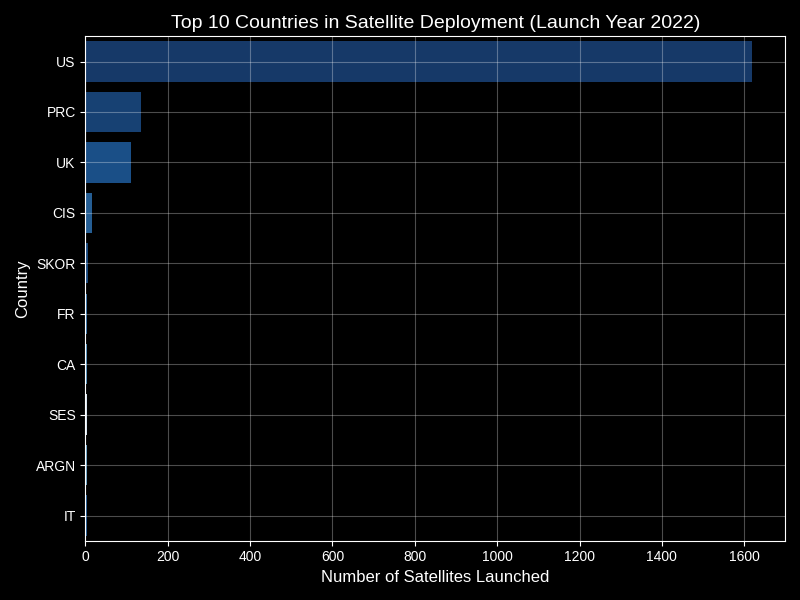 Top 10 Countries in Satellite Deployment (Launch Year 2022)
US
PRC
UK
CIS
SKOR
FR
CA
SES
ARGN
IT
Country
0 200 400 600 800 1000 1200 1400 1600
Number of Satellites Launched